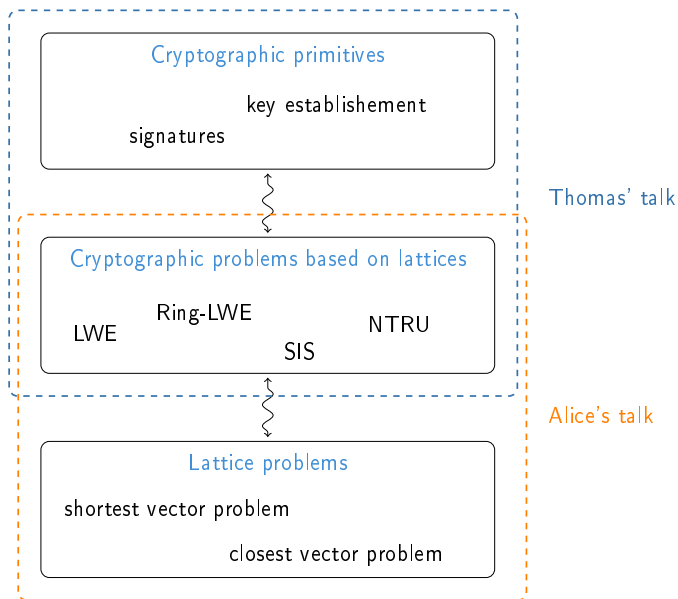 Cryptographic primitives
key establishement
signatures
Thomas' talk
Cryptographic problems based on lattices
Ring-LWE
NTRU
LWE
SIS
Alice's talk
Lattice problems
shortest vector problem
closest vector problem